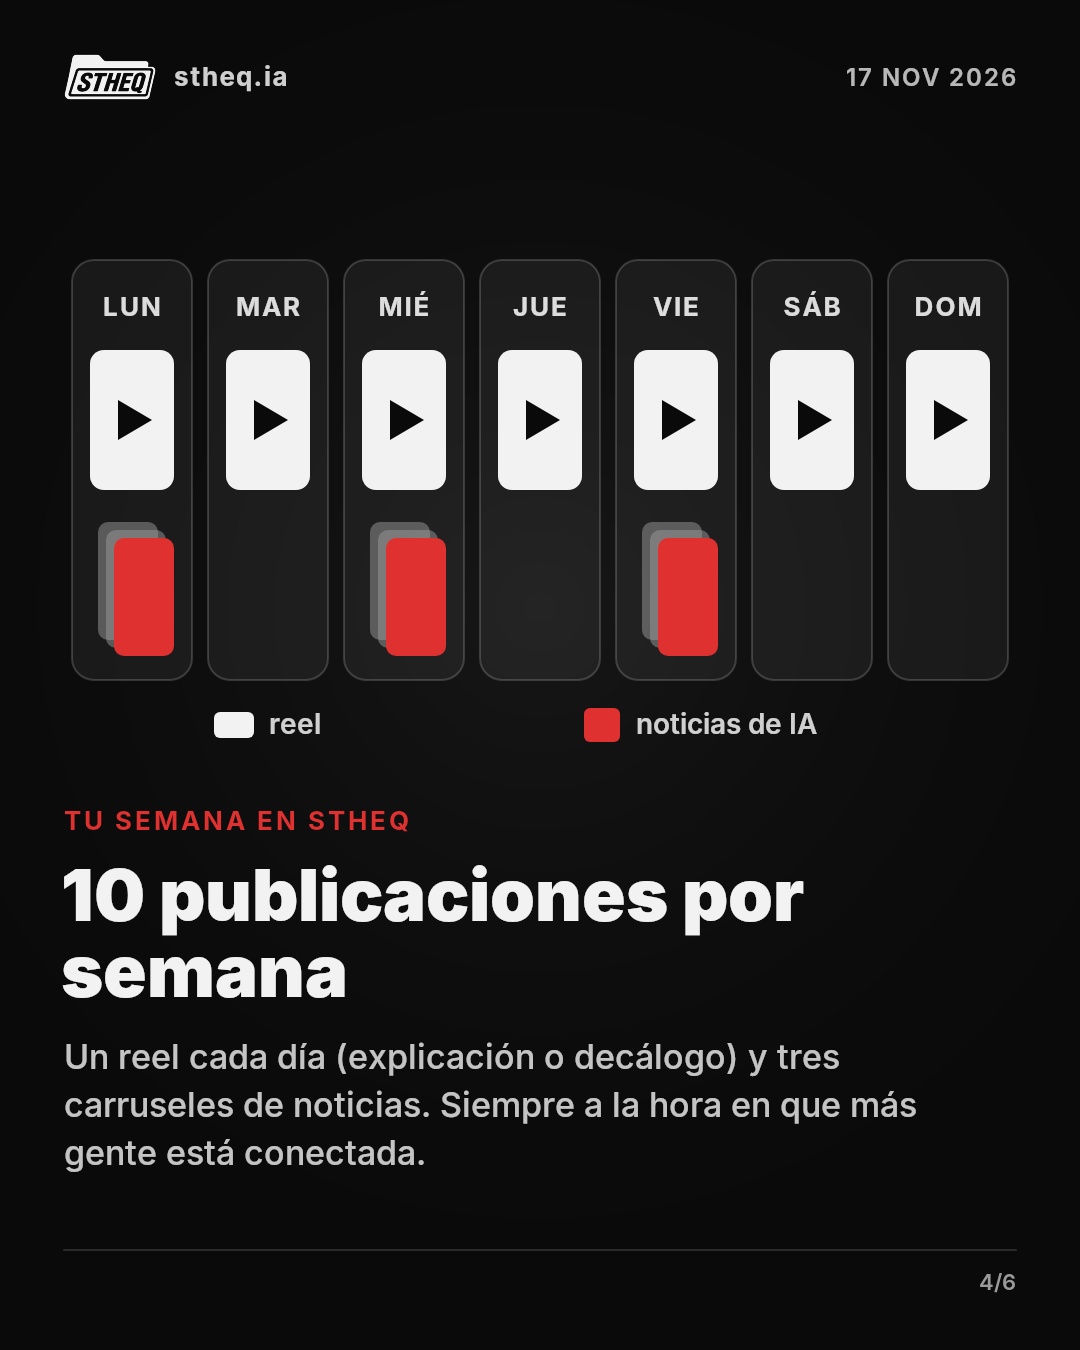 STHEQ stheq.ia 17 NOV 2026
LUN MAR MIÉ JUE VIE SÁB DOM
reel noticias de IA
TU SEMANA EN STHEQ
10 publicaciones por
semana
Un reel cada día (explicación o decálogo) y tres
carruseles de noticias. Siempre a la hora en que más
gente está conectada.
4/6